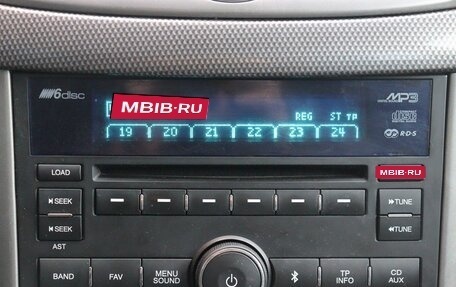 6disc
MBIB.RU
MP3
REG ST TP
19 20 21 22 23 24
R·D·S
LOAD
MBIB.RU
SEEK
TUNE
SEEK
TUNE
AST
BAND FAV MENU SOUND TP INFO CD AUX